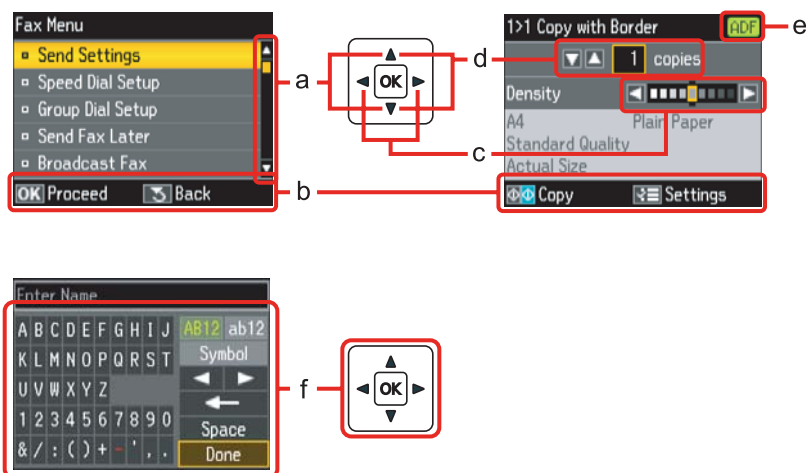 Fax Menu
Send Settings
Speed Dial Setup
Group Dial Setup
Send Fax Later
Broadcast Fax
OK Proceed Back
a
b
OK
d
c
1>1 Copy with Border ADF
e
1 copies
Density
A4 Plain Paper
Standard Quality
Actual Size
Copy Settings
Enter Name
A B C D E F G H I J AB12 ab12
K L M N O P Q R S T Symbol
U V W X Y Z
1 2 3 4 5 6 7 8 9 0 Space
& / : ( ) + - ' , . Done
f
OK